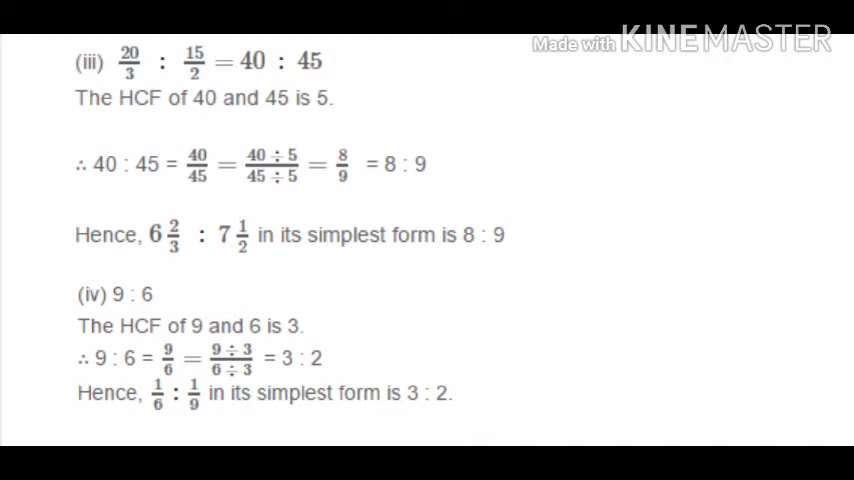 Made with KINEMASTER
(iii) 20/3 : 15/2 = 40 : 45
The HCF of 40 and 45 is 5.
∴ 40 : 45 = 40/45 = 40 ÷ 5/45 ÷ 5 = 8/9 = 8 : 9
Hence, 6 2/3 : 7 1/2 in its simplest form is 8 : 9
(iv) 9 : 6
The HCF of 9 and 6 is 3.
∴ 9 : 6 = 9/6 = 9 ÷ 3/6 ÷ 3 = 3 : 2
Hence, 1/6 : 1/9 in its simplest form is 3 : 2.